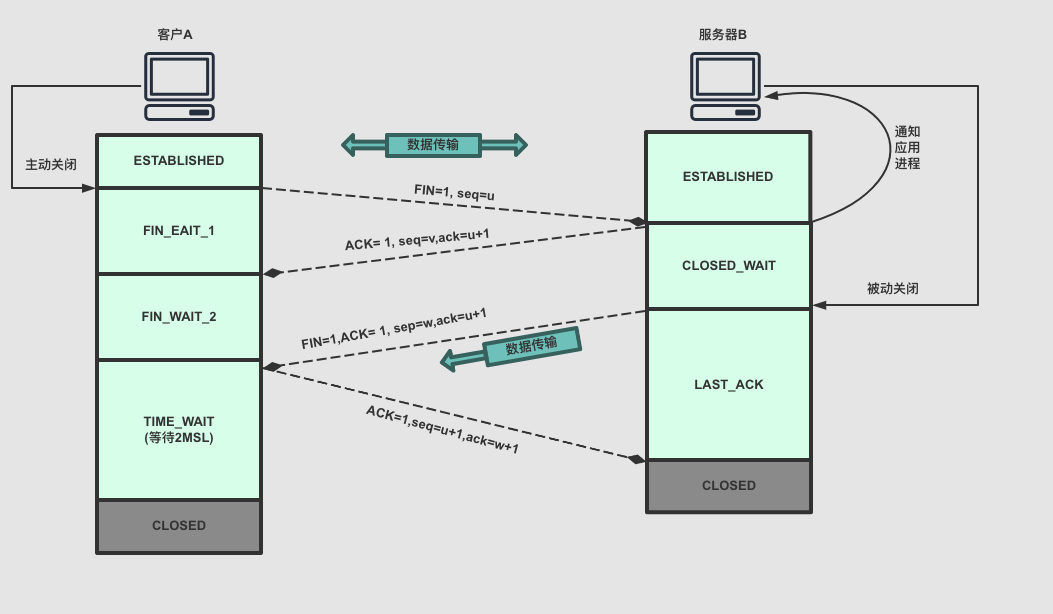 客户A
服务器B
主动关闭
ESTABLISHED
数据传输
ESTABLISHED
通知
应用
进程
FIN=1, seq=u
FIN_EAIT_1
ACK= 1, seq=v,ack=u+1
CLOSED_WAIT
被动关闭
FIN_WAIT_2
FIN=1,ACK= 1, sep=w,ack=u+1
数据传输
LAST_ACK
TIME_WAIT
(等待2MSL)
ACK=1,seq=u+1,ack=w+1
CLOSED
CLOSED